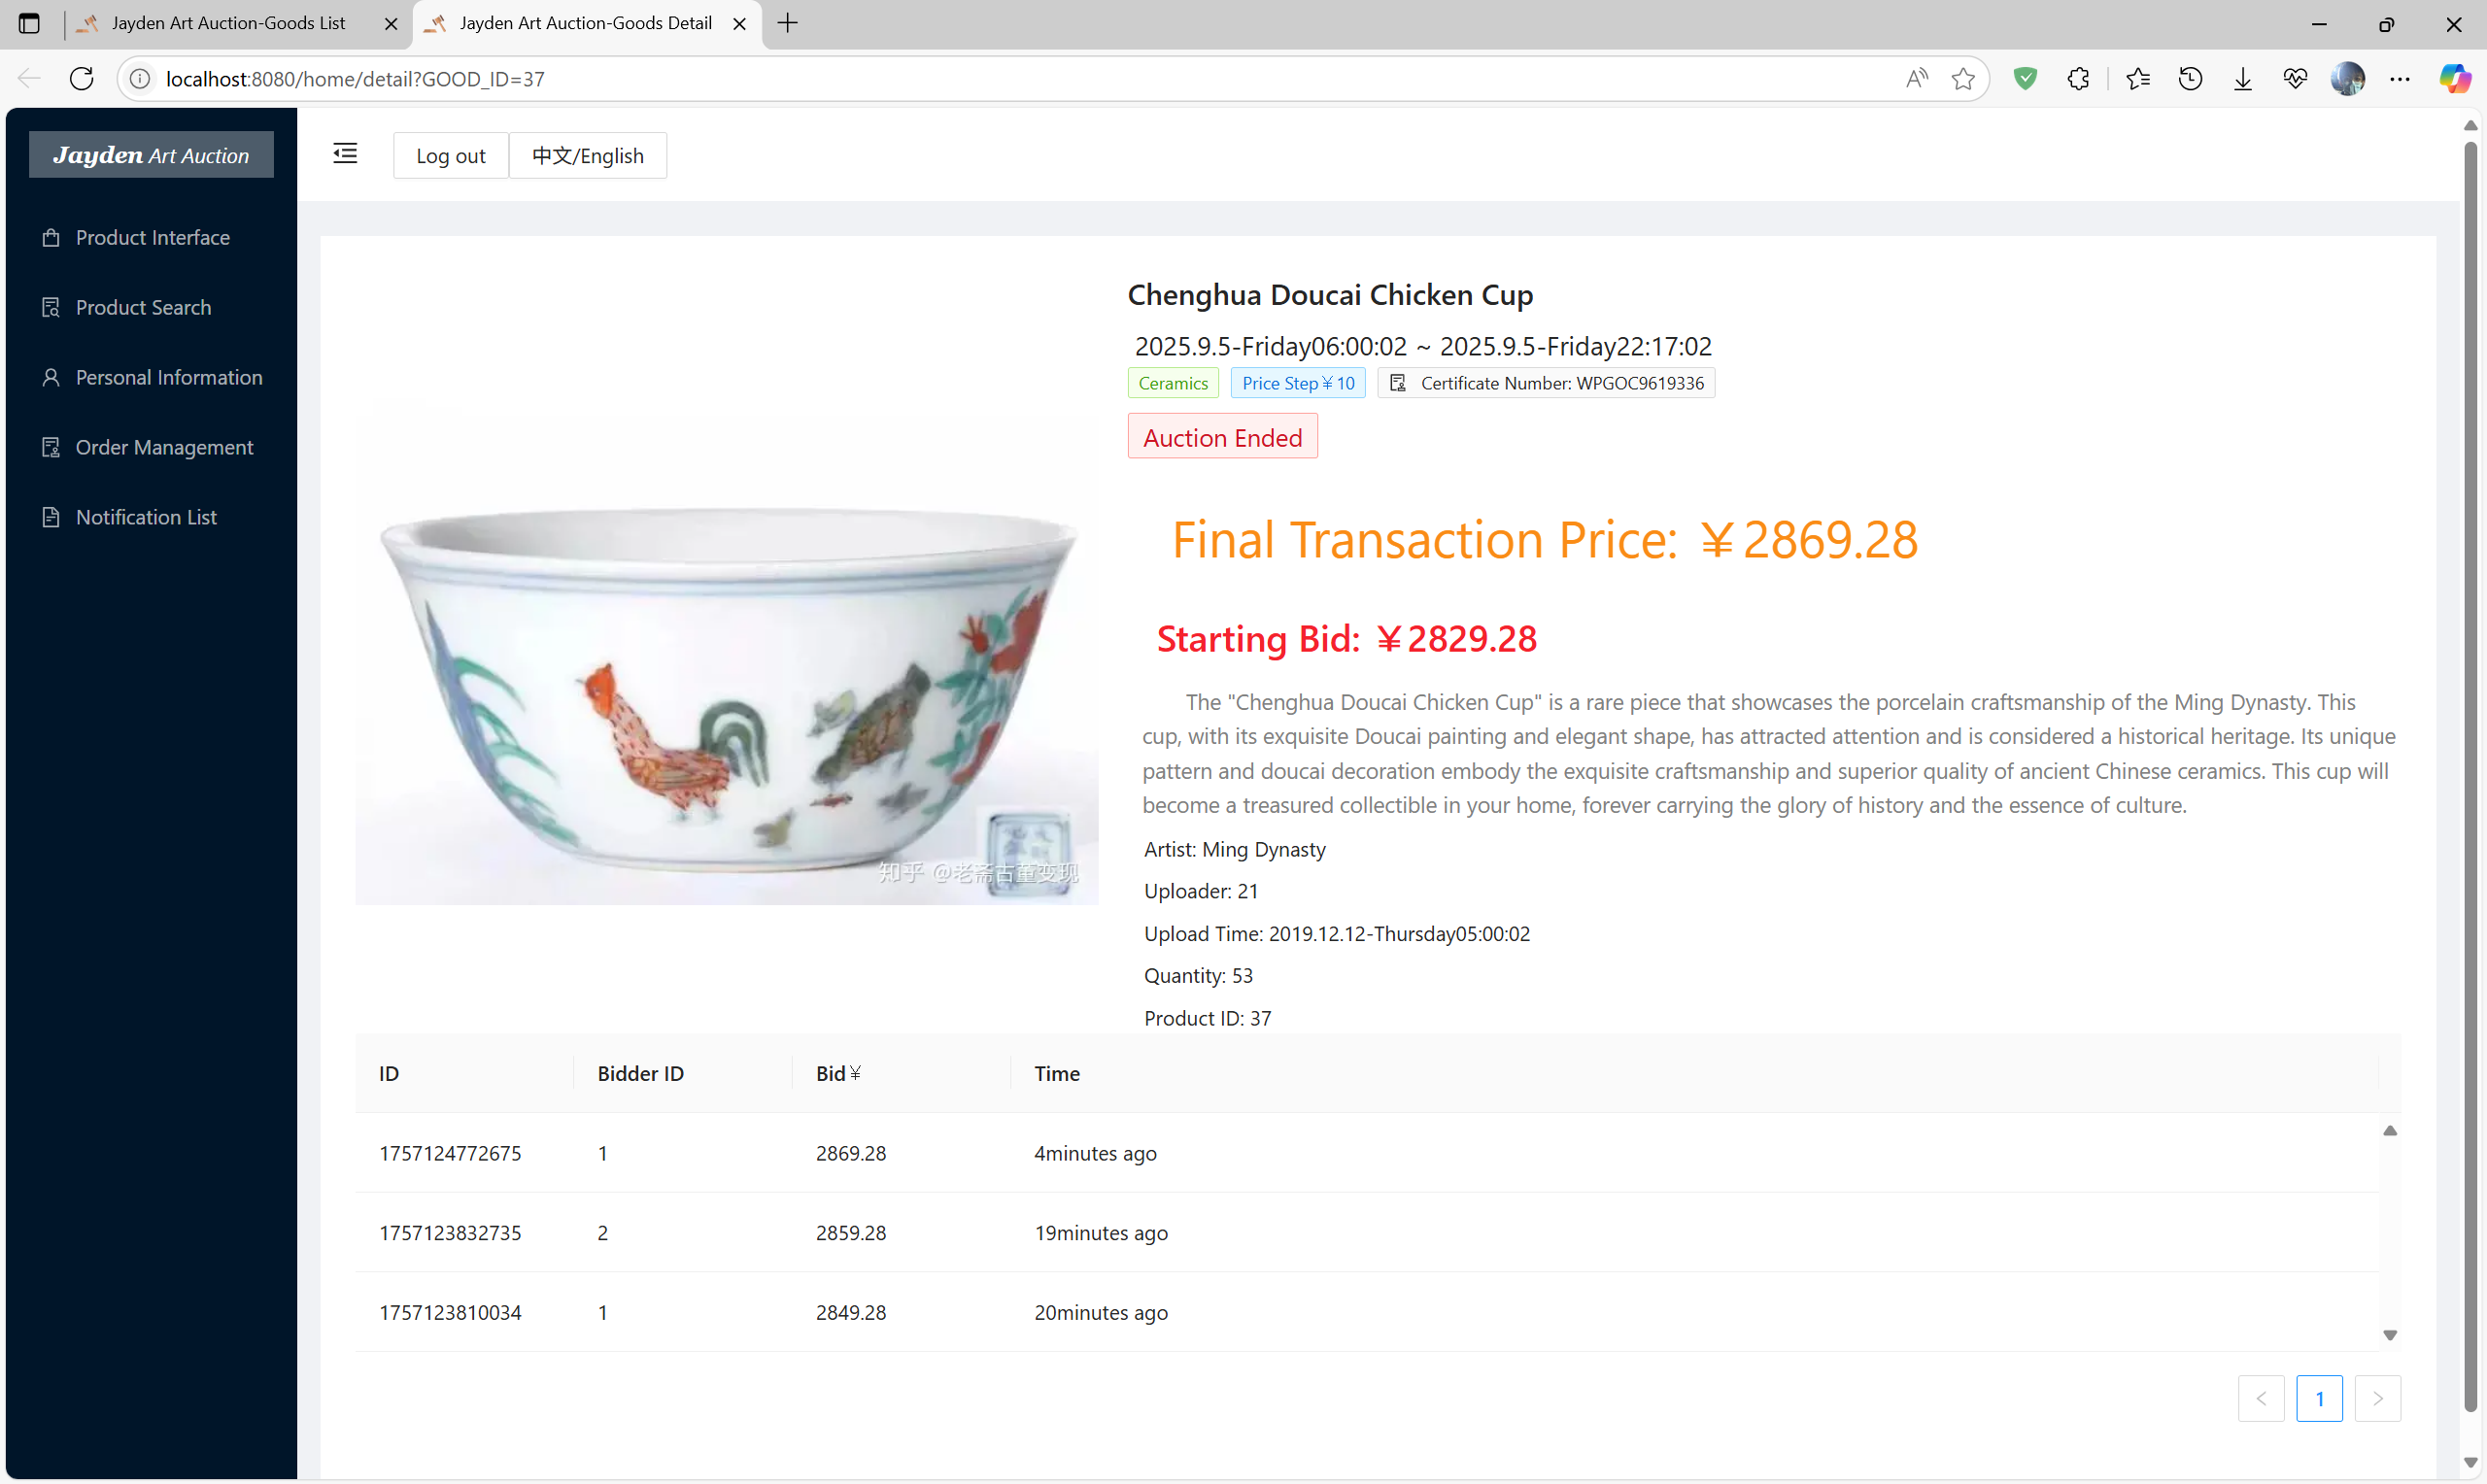 Jayden Art Auction-Goods List
Jayden Art Auction-Goods Detail
localhost:8080/home/detail?GOOD_ID=37
Jayden Art Auction
Log out
中文/English
Product Interface
Product Search
Personal Information
Order Management
Notification List
Chenghua Doucai Chicken Cup
2025.9.5-Friday06:00:02 ~ 2025.9.5-Friday22:17:02
Ceramics
Price Step￥10
Certificate Number: WPGOC9619336
Auction Ended
Final Transaction Price: ￥2869.28
Starting Bid: ￥2829.28
The "Chenghua Doucai Chicken Cup" is a rare piece that showcases the porcelain craftsmanship of the Ming Dynasty. This
cup, with its exquisite Doucai painting and elegant shape, has attracted attention and is considered a historical heritage. Its unique
pattern and doucai decoration embody the exquisite craftsmanship and superior quality of ancient Chinese ceramics. This cup will
become a treasured collectible in your home, forever carrying the glory of history and the essence of culture.
知乎 @老斋古董变现
Artist: Ming Dynasty
Uploader: 21
Upload Time: 2019.12.12-Thursday05:00:02
Quantity: 53
Product ID: 37
ID Bidder ID Bid￥ Time
1757124772675 1 2869.28 4minutes ago
1757123832735 2 2859.28 19minutes ago
1757123810034 1 2849.28 20minutes ago
1